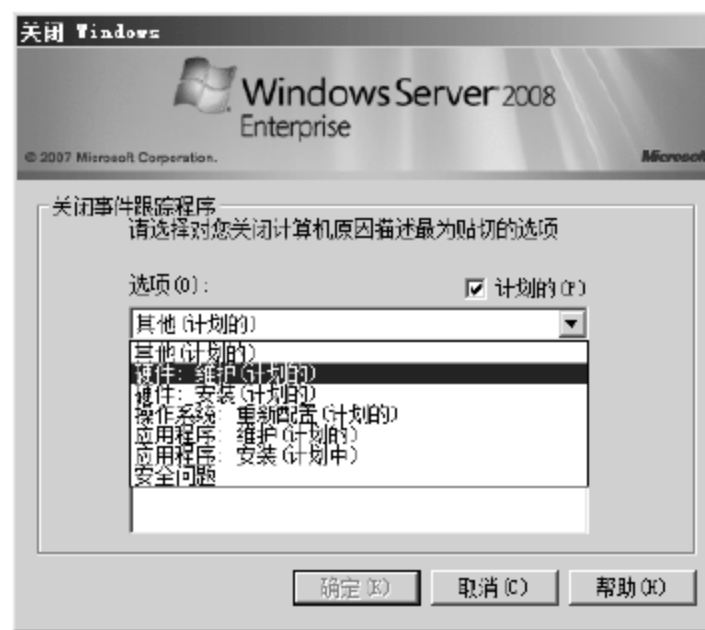 关闭 Windows
Windows Server 2008
Enterprise
© 2007 Microsoft Corporation.
Microsoft
关闭事件跟踪程序
请选择对您关闭计算机原因描述最为贴切的选项
选项(O):
计划的(P)
其他(计划的)
其他(计划的)
硬件: 维护(计划的)
硬件: 安装(计划的)
操作系统: 重新配置(计划的)
应用程序: 维护(计划的)
应用程序: 安装(计划中)
安全问题
确定(K)
取消(C)
帮助(H)